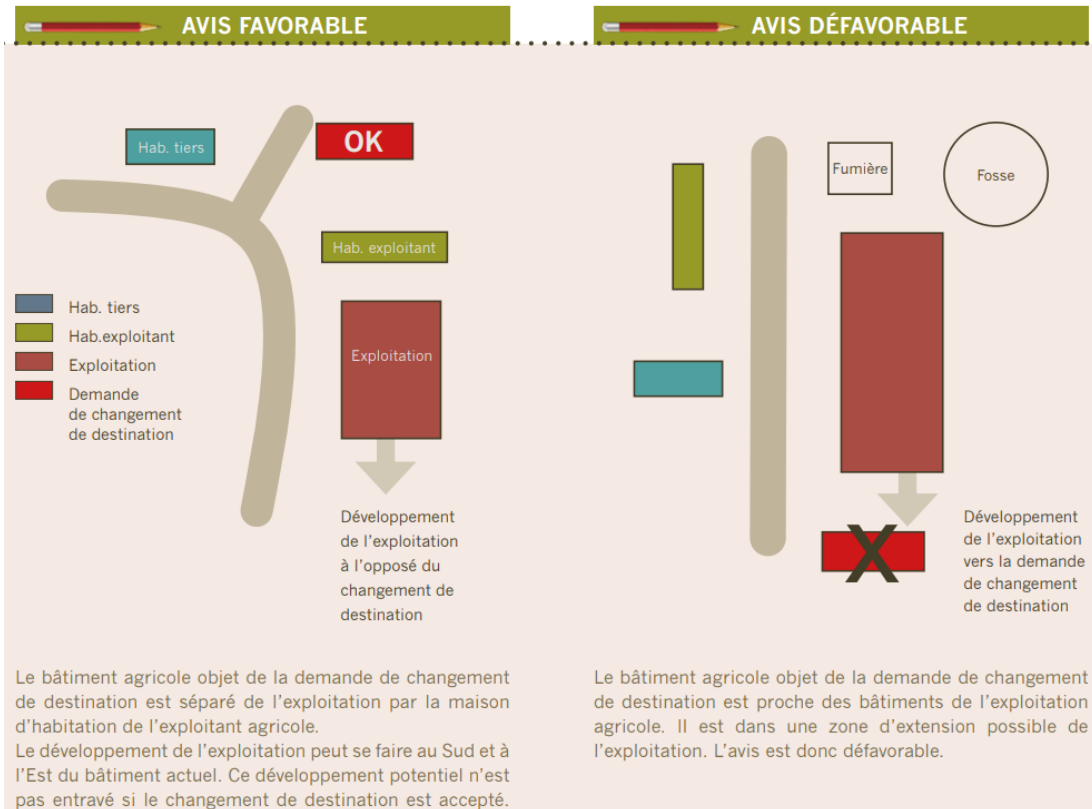 AVIS FAVORABLE
Hab. tiers
OK
Hab. exploitant
Exploitation
Hab. tiers
Hab.exploitant
Exploitation
Demande
de changement
de destination
Développement
de l'exploitation
à l'opposé du
changement de
destination
Le bâtiment agricole objet de la demande de changement
de destination est séparé de l'exploitation par la maison
d'habitation de l'exploitant agricole.
Le développement de l'exploitation peut se faire au Sud et à
l'Est du bâtiment actuel. Ce développement potentiel n'est
pas entravé si le changement de destination est accepté.
AVIS DÉFAVORABLE
Fumière
Fosse
X
Développement
de l'exploitation
vers la demande
de changement
de destination
Le bâtiment agricole objet de la demande de changement
de destination est proche des bâtiments de l'exploitation
agricole. Il est dans une zone d'extension possible de
l'exploitation. L'avis est donc défavorable.